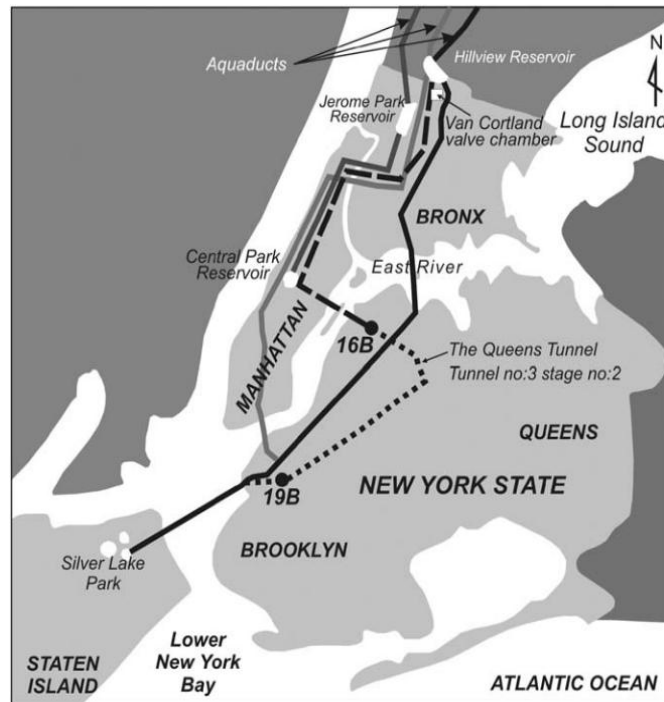 Aquaducts
Hillview Reservoir
N
Jerome Park
Reservoir
Van Cortland
valve chamber
Long Island
Sound
BRONX
Central Park
Reservoir
East River
MANHATTAN
16B
The Queens Tunnel
Tunnel no:3 stage no:2
QUEENS
19B
NEW YORK STATE
BROOKLYN
Silver Lake
Park
Lower
New York
Bay
STATEN
ISLAND
ATLANTIC OCEAN